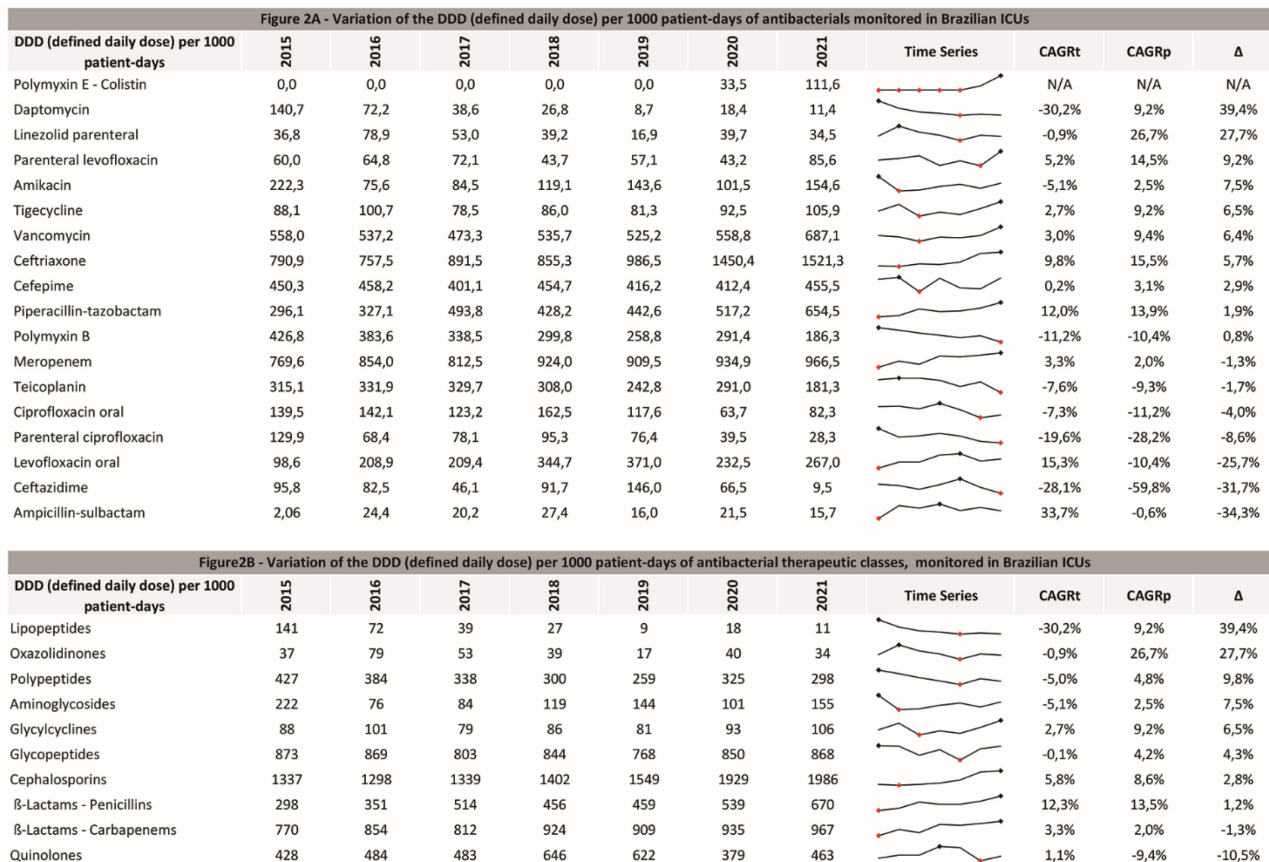 Figure 2A - Variation of the DDD (defined daily dose) per 1000 patient-days of antibacterials monitored in Brazilian ICUs
DDD (defined daily dose) per 1000 patient-days 2015 2016 2017 2018 2019 2020 2021 Time Series CAGRt CAGRp Δ
Polymyxin E - Colistin 0,0 0,0 0,0 0,0 0,0 33,5 111,6 N/A N/A N/A
Daptomycin 140,7 72,2 38,6 26,8 8,7 18,4 11,4 -30,2% 9,2% 39,4%
Linezolid parenteral 36,8 78,9 53,0 39,2 16,9 39,7 34,5 -0,9% 26,7% 27,7%
Parenteral levofloxacin 60,0 64,8 72,1 43,7 57,1 43,2 85,6 5,2% 14,5% 9,2%
Amikacin 222,3 75,6 84,5 119,1 143,6 101,5 154,6 -5,1% 2,5% 7,5%
Tigecycline 88,1 100,7 78,5 86,0 81,3 92,5 105,9 2,7% 9,2% 6,5%
Vancomycin 558,0 537,2 473,3 535,7 525,2 558,8 687,1 3,0% 9,4% 6,4%
Ceftriaxone 790,9 757,5 891,5 855,3 986,5 1450,4 1521,3 9,8% 15,5% 5,7%
Cefepime 450,3 458,2 401,1 454,7 416,2 412,4 455,5 0,2% 3,1% 2,9%
Piperacillin-tazobactam 296,1 327,1 493,8 428,2 442,6 517,2 654,5 12,0% 13,9% 1,9%
Polymyxin B 426,8 383,6 338,5 299,8 258,8 291,4 186,3 -11,2% -10,4% 0,8%
Meropenem 769,6 854,0 812,5 924,0 909,5 934,9 966,5 3,3% 2,0% -1,3%
Teicoplanin 315,1 331,9 329,7 308,0 242,8 291,0 181,3 -7,6% -9,3% -1,7%
Ciprofloxacin oral 139,5 142,1 123,2 162,5 117,6 63,7 82,3 -7,3% -11,2% -4,0%
Parenteral ciprofloxacin 129,9 68,4 78,1 95,3 76,4 39,5 28,3 -19,6% -28,2% -8,6%
Levofloxacin oral 98,6 208,9 209,4 344,7 371,0 232,5 267,0 15,3% -10,4% -25,7%
Ceftazidime 95,8 82,5 46,1 91,7 146,0 66,5 9,5 -28,1% -59,8% -31,7%
Ampicillin-sulbactam 2,06 24,4 20,2 27,4 16,0 21,5 15,7 33,7% -0,6% -34,3%
Figure2B - Variation of the DDD (defined daily dose) per 1000 patient-days of antibacterial therapeutic classes, monitored in Brazilian ICUs
DDD (defined daily dose) per 1000 patient-days 2015 2016 2017 2018 2019 2020 2021 Time Series CAGRt CAGRp Δ
Lipopeptides 141 72 39 27 9 18 11 -30,2% 9,2% 39,4%
Oxazolidinones 37 79 53 39 17 40 34 -0,9% 26,7% 27,7%
Polypeptides 427 384 338 300 259 325 298 -5,0% 4,8% 9,8%
Aminoglycosides 222 76 84 119 144 101 155 -5,1% 2,5% 7,5%
Glycylcyclines 88 101 79 86 81 93 106 2,7% 9,2% 6,5%
Glycopeptides 873 869 803 844 768 850 868 -0,1% 4,2% 4,3%
Cephalosporins 1337 1298 1339 1402 1549 1929 1986 5,8% 8,6% 2,8%
ß-Lactams - Penicillins 298 351 514 456 459 539 670 12,3% 13,5% 1,2%
ß-Lactams - Carbapenems 770 854 812 924 909 935 967 3,3% 2,0% -1,3%
Quinolones 428 484 483 646 622 379 463 1,1% -9,4% -10,5%